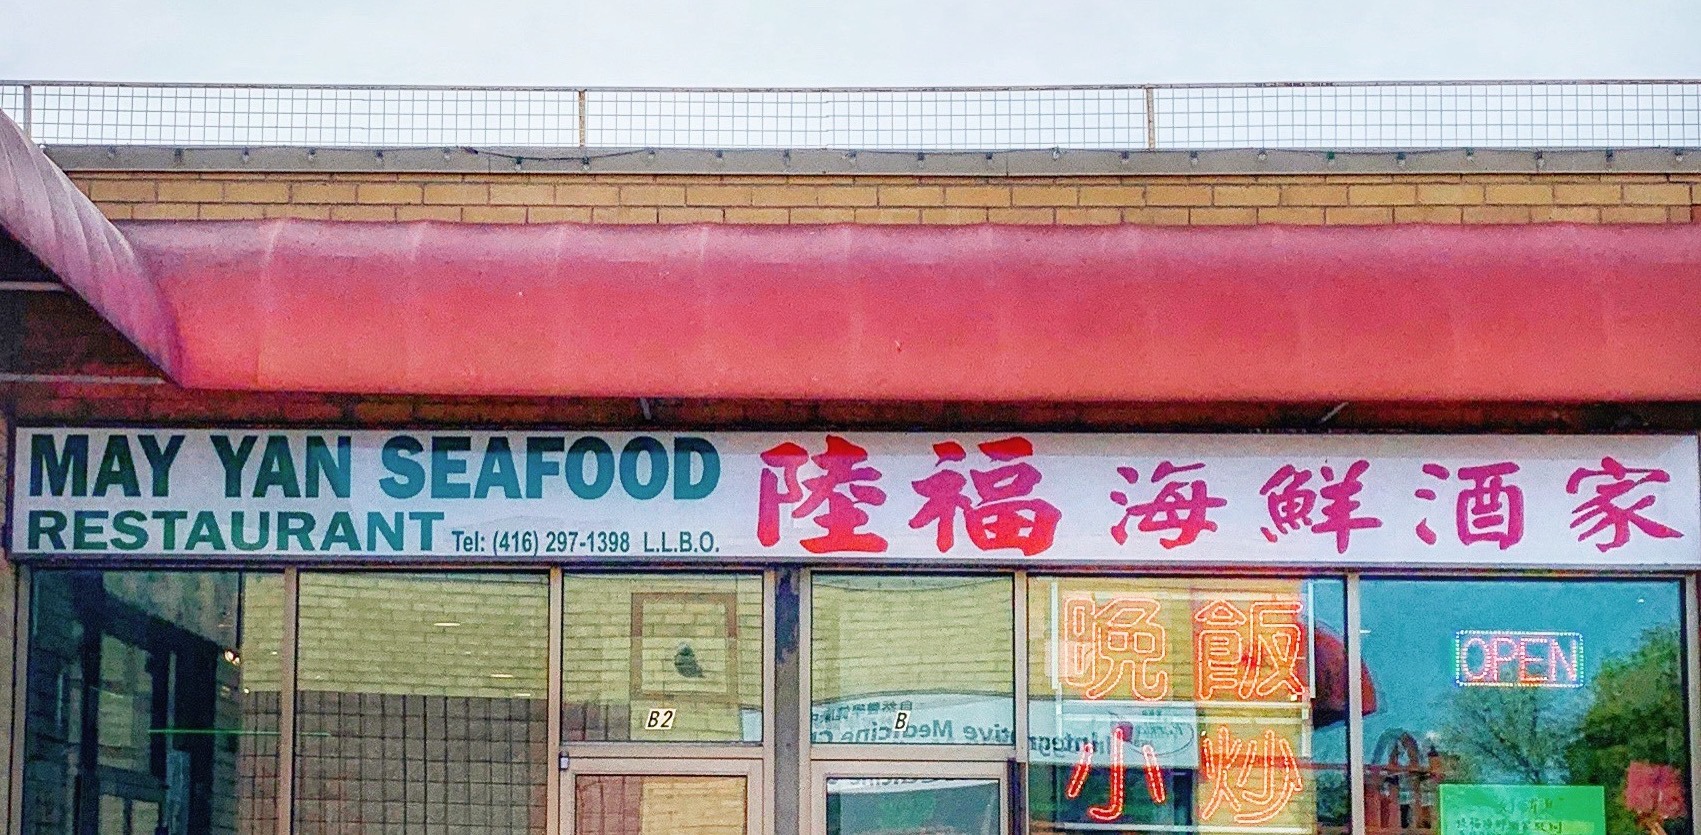 MAY YAN SEAFOOD
RESTAURANT Tel: (416) 297-1398 L.L.B.O.
陸福海鮮酒家
晚飯
小炒
OPEN
B2
B